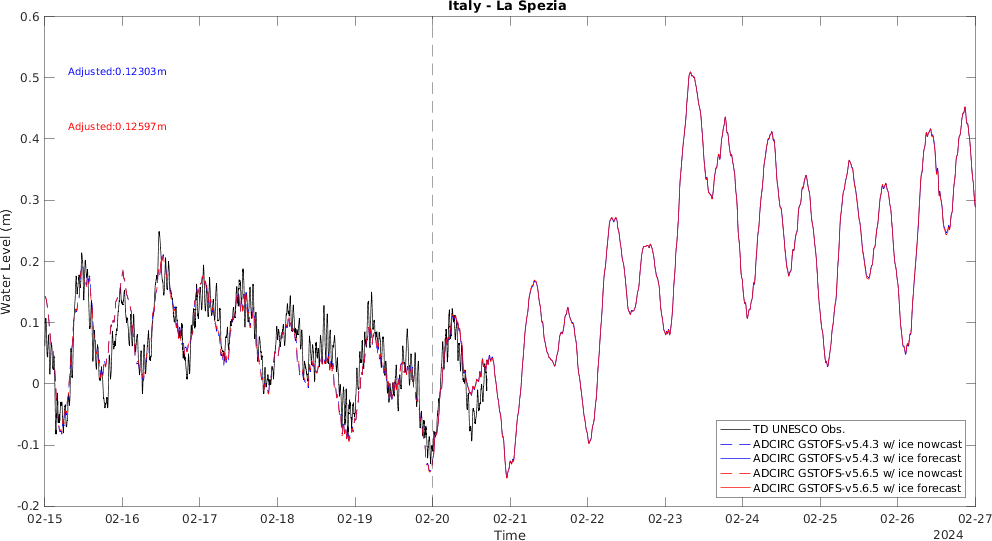 Italy - La Spezia
0.6
0.5
0.4
0.3
0.2
0.1
0
-0.1
-0.2
Water Level (m)
Adjusted:0.12303m
Adjusted:0.12597m
TD UNESCO Obs.
ADCIRC GSTOFS-v5.4.3 w/ ice nowcast
ADCIRC GSTOFS-v5.4.3 w/ ice forecast
ADCIRC GSTOFS-v5.6.5 w/ ice nowcast
ADCIRC GSTOFS-v5.6.5 w/ ice forecast
02-15 02-16 02-17 02-18 02-19 02-20 02-21 02-22 02-23 02-24 02-25 02-26 02-27
Time
2024